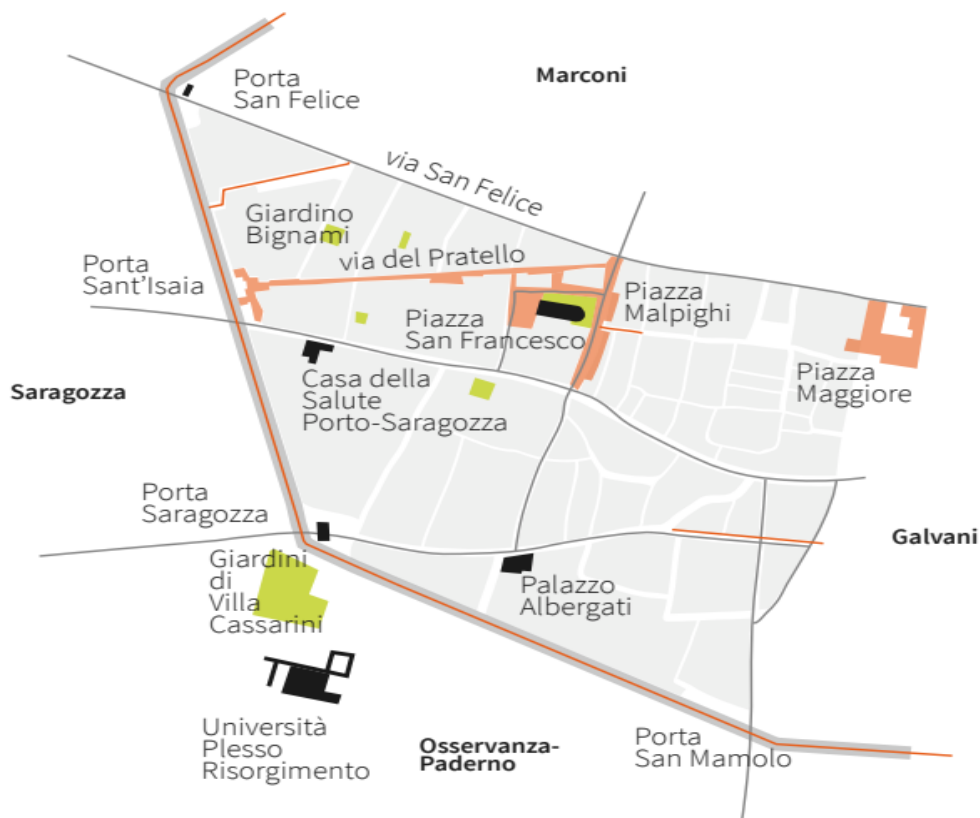 Marconi
Porta
San Felice
via San Felice
Giardino
Bignami
via del Pratello
Porta
Sant'Isaia
Piazza
Malpighi
Piazza
San Francesco
Piazza
Maggiore
Casa della
Salute
Porto-Saragozza
Saragozza
Porta
Saragozza
Galvani
Giardini
di
Villa
Cassarini
Palazzo
Albergati
Università
Plesso
Risorgimento
Osservanza-
Paderno
Porta
San Mamolo